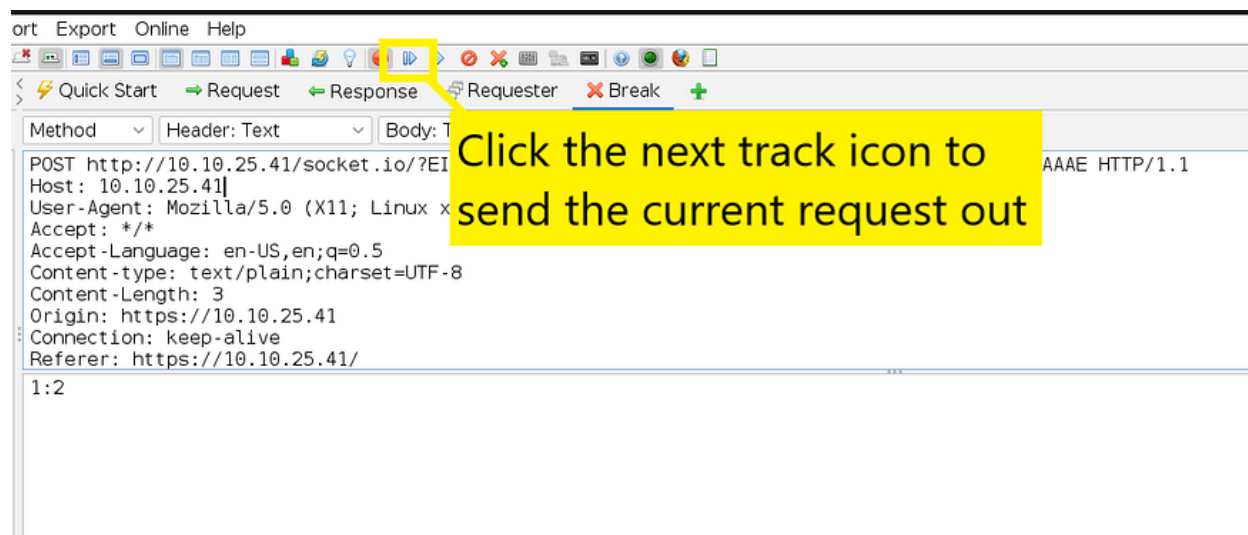 ort Export Online Help
Quick Start Request Response Requester Break
Method Header: Text Body: T
Click the next track icon to
send the current request out
POST http://10.10.25.41/socket.io/?EI AAAE HTTP/1.1
Host: 10.10.25.41
User-Agent: Mozilla/5.0 (X11; Linux x
Accept: */*
Accept-Language: en-US,en;q=0.5
Content-type: text/plain;charset=UTF-8
Content-Length: 3
Origin: https://10.10.25.41
Connection: keep-alive
Referer: https://10.10.25.41/
1:2